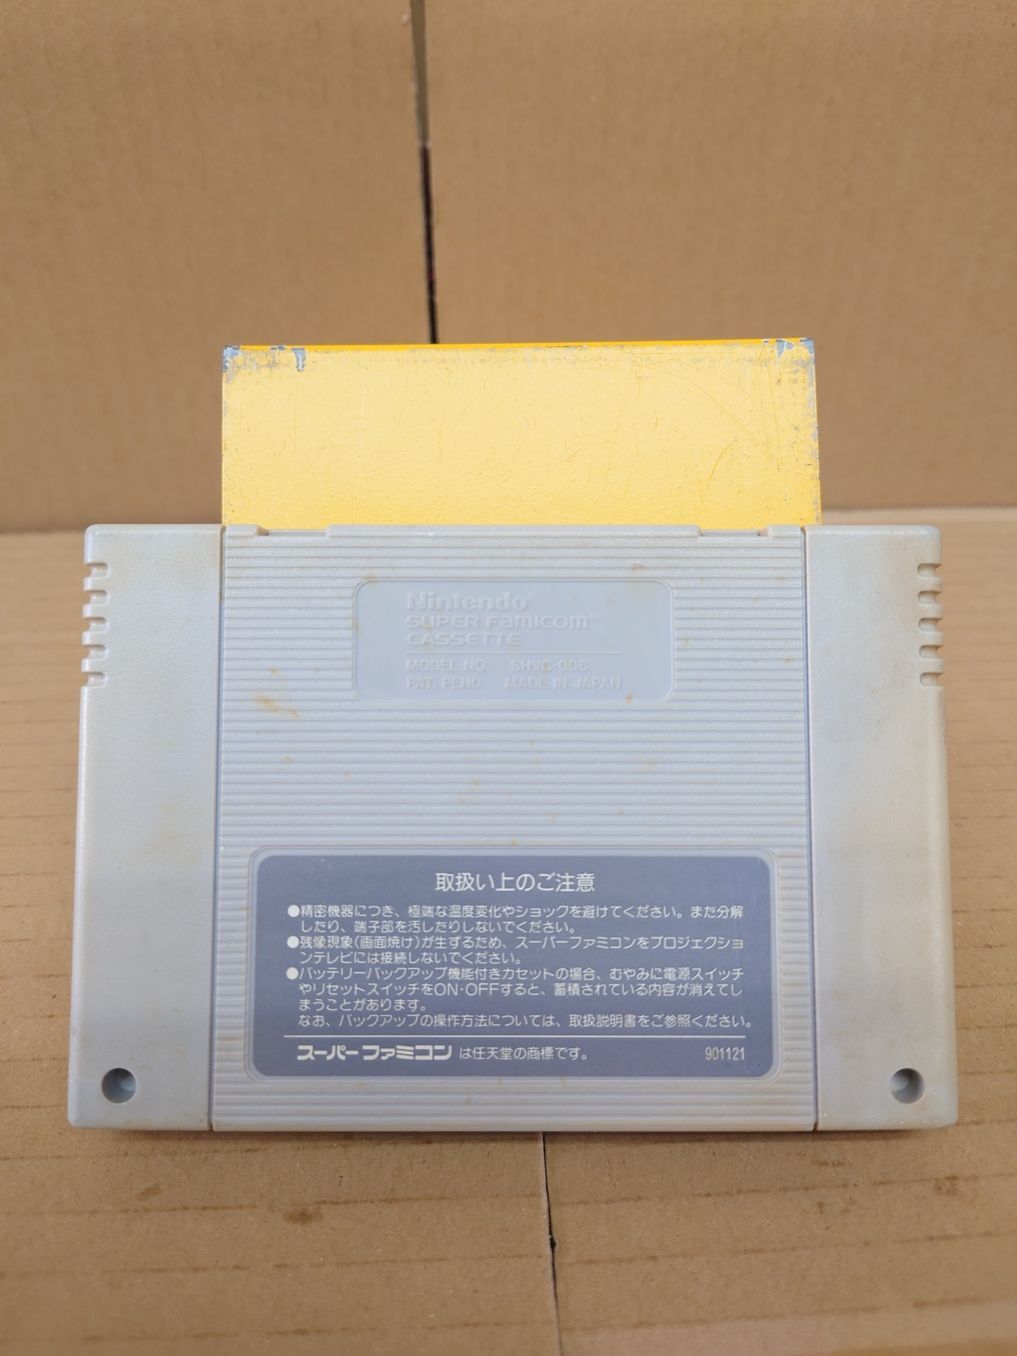 Nintendo®
SUPER Famicom®
CASSETTE
MODEL NO. SHVC-006
PAT. PEND. MADE IN JAPAN
取扱い上のご注意
●精密機器につき、極端な温度変化やショックを避けてください。また分解
したり、端子部を汚したりしないでください。
●残像現象(画面焼け)が生ずるため、スーパーファミコンをプロジェクショ
ンテレビには接続しないでください。
●バッテリーバックアップ機能付きカセットの場合、むやみに電源スイッチ
やリセットスイッチをON・OFFすると、蓄積されている内容が消えてし
まうことがあります。
なお、バックアップの操作方法については、取扱説明書をご参照ください。
スーパーファミコン は任天堂の商標です。 901121